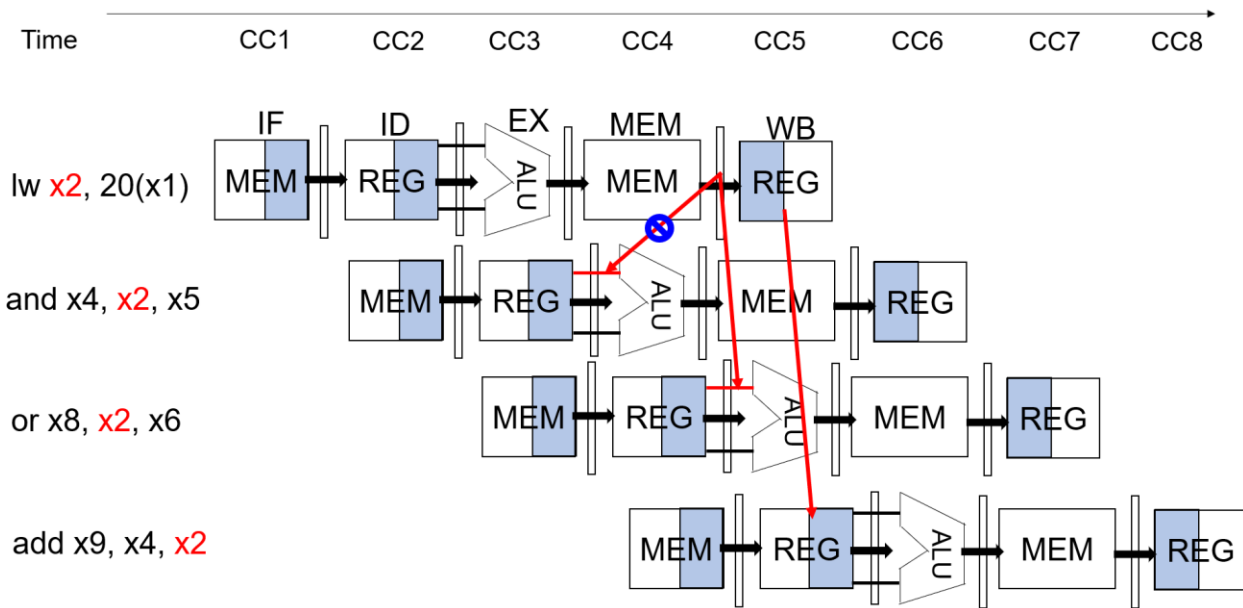 Time CC1 CC2 CC3 CC4 CC5 CC6 CC7 CC8
IF ID EX MEM WB
lw x2, 20(x1) MEM REG ALU MEM REG
and x4, x2, x5 MEM REG ALU MEM REG
or x8, x2, x6 MEM REG ALU MEM REG
add x9, x4, x2 MEM REG ALU MEM REG